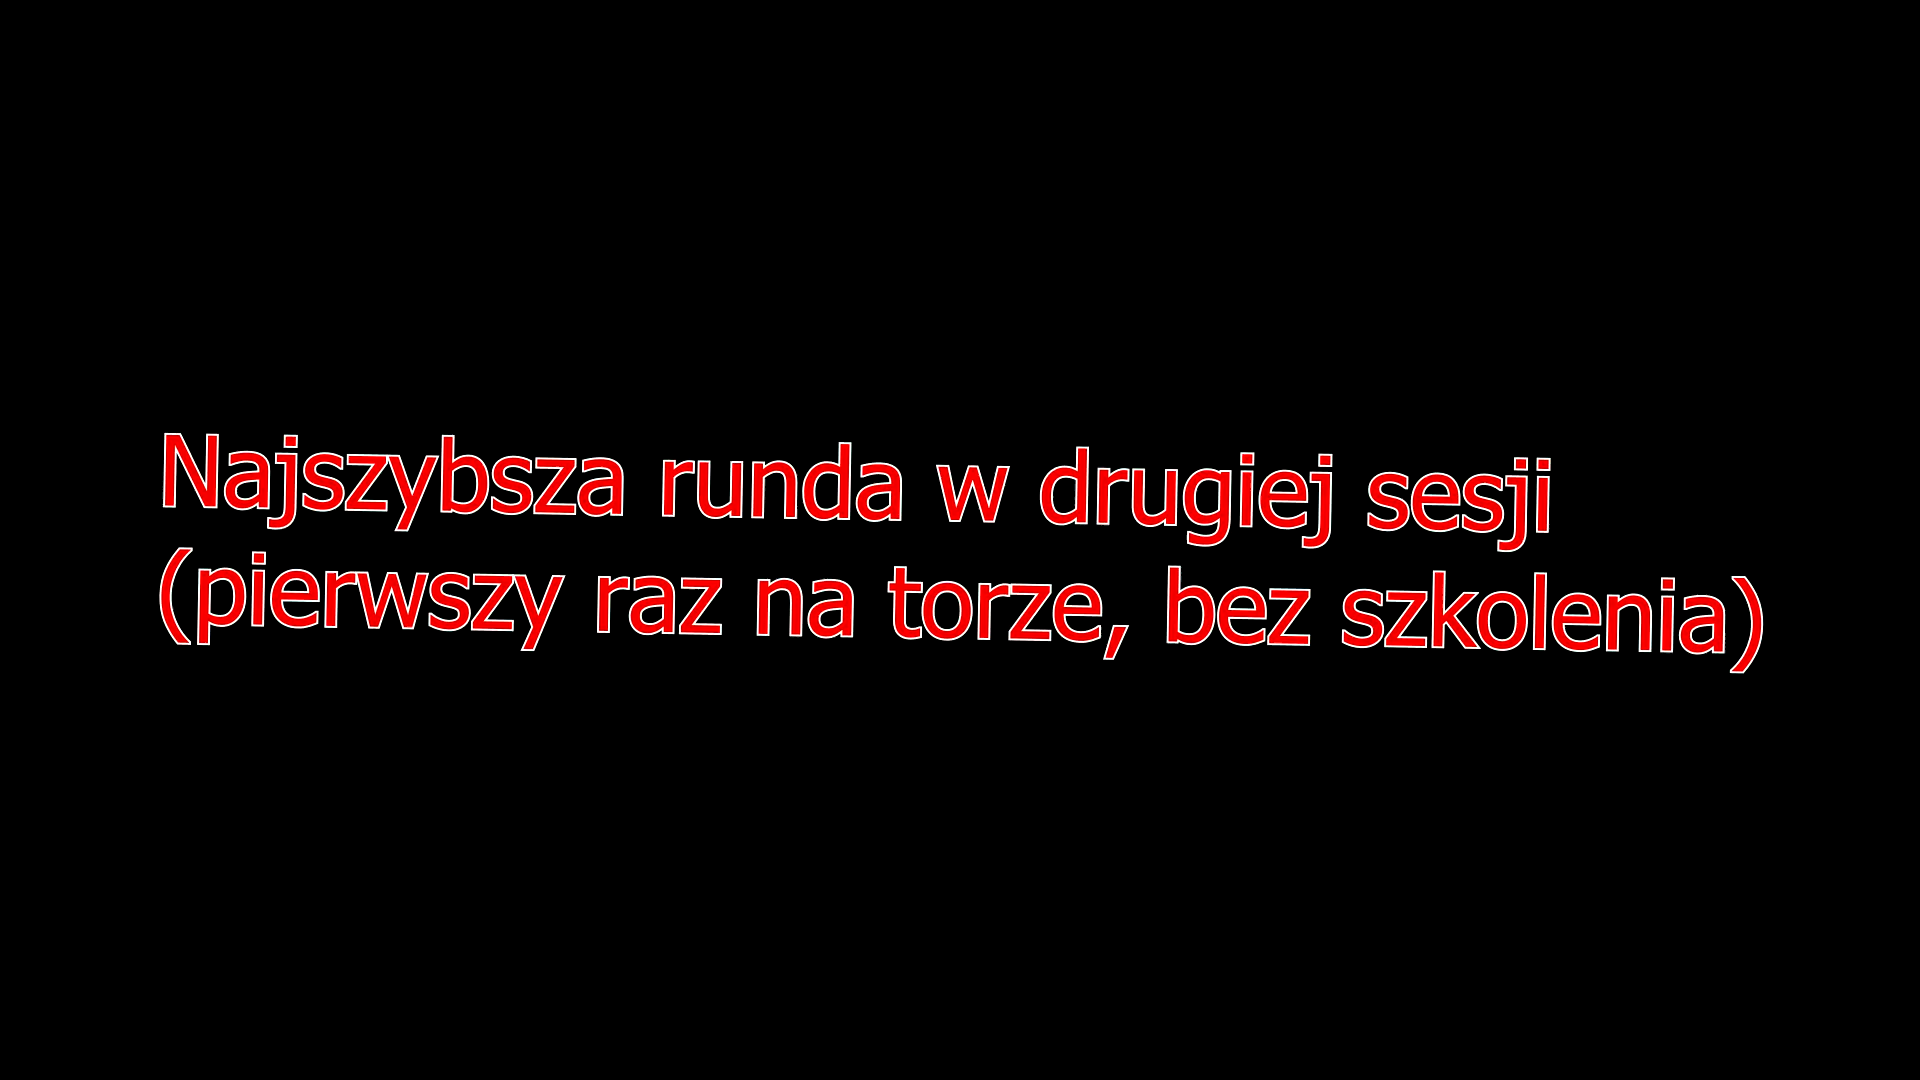 Najszybsza runda w drugiej sesji
(pierwszy raz na torze, bez szkolenia)